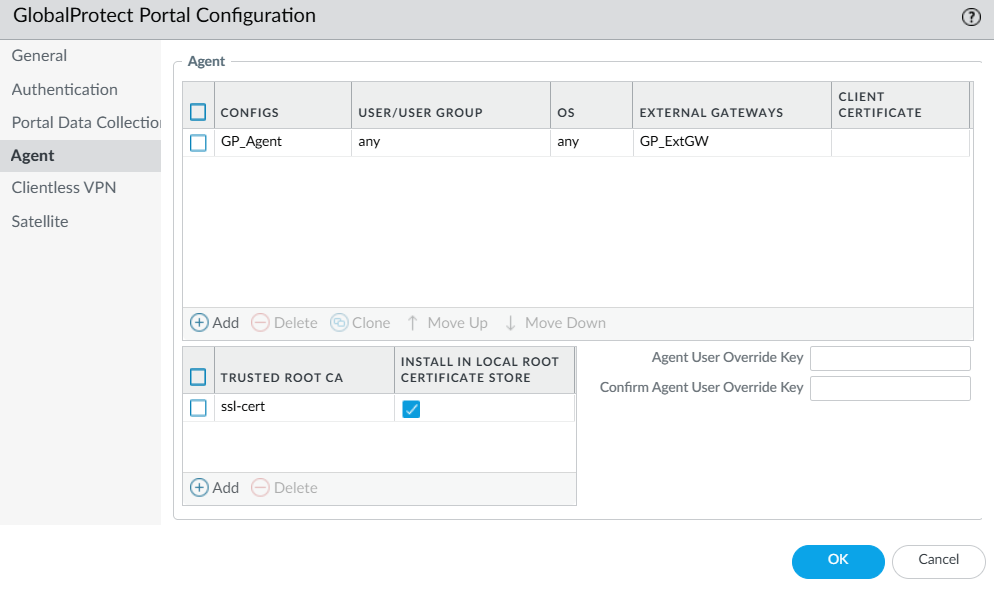 GlobalProtect Portal Configuration
?
General
Authentication
Portal Data Collectio
Agent
Clientless VPN
Satellite
Agent
CONFIGS USER/USER GROUP OS EXTERNAL GATEWAYS CLIENT CERTIFICATE
GP_Agent any any GP_ExtGW
Add Delete Clone Move Up Move Down
TRUSTED ROOT CA INSTALL IN LOCAL ROOT CERTIFICATE STORE
ssl-cert
Add Delete
Agent User Override Key
Confirm Agent User Override Key
OK Cancel